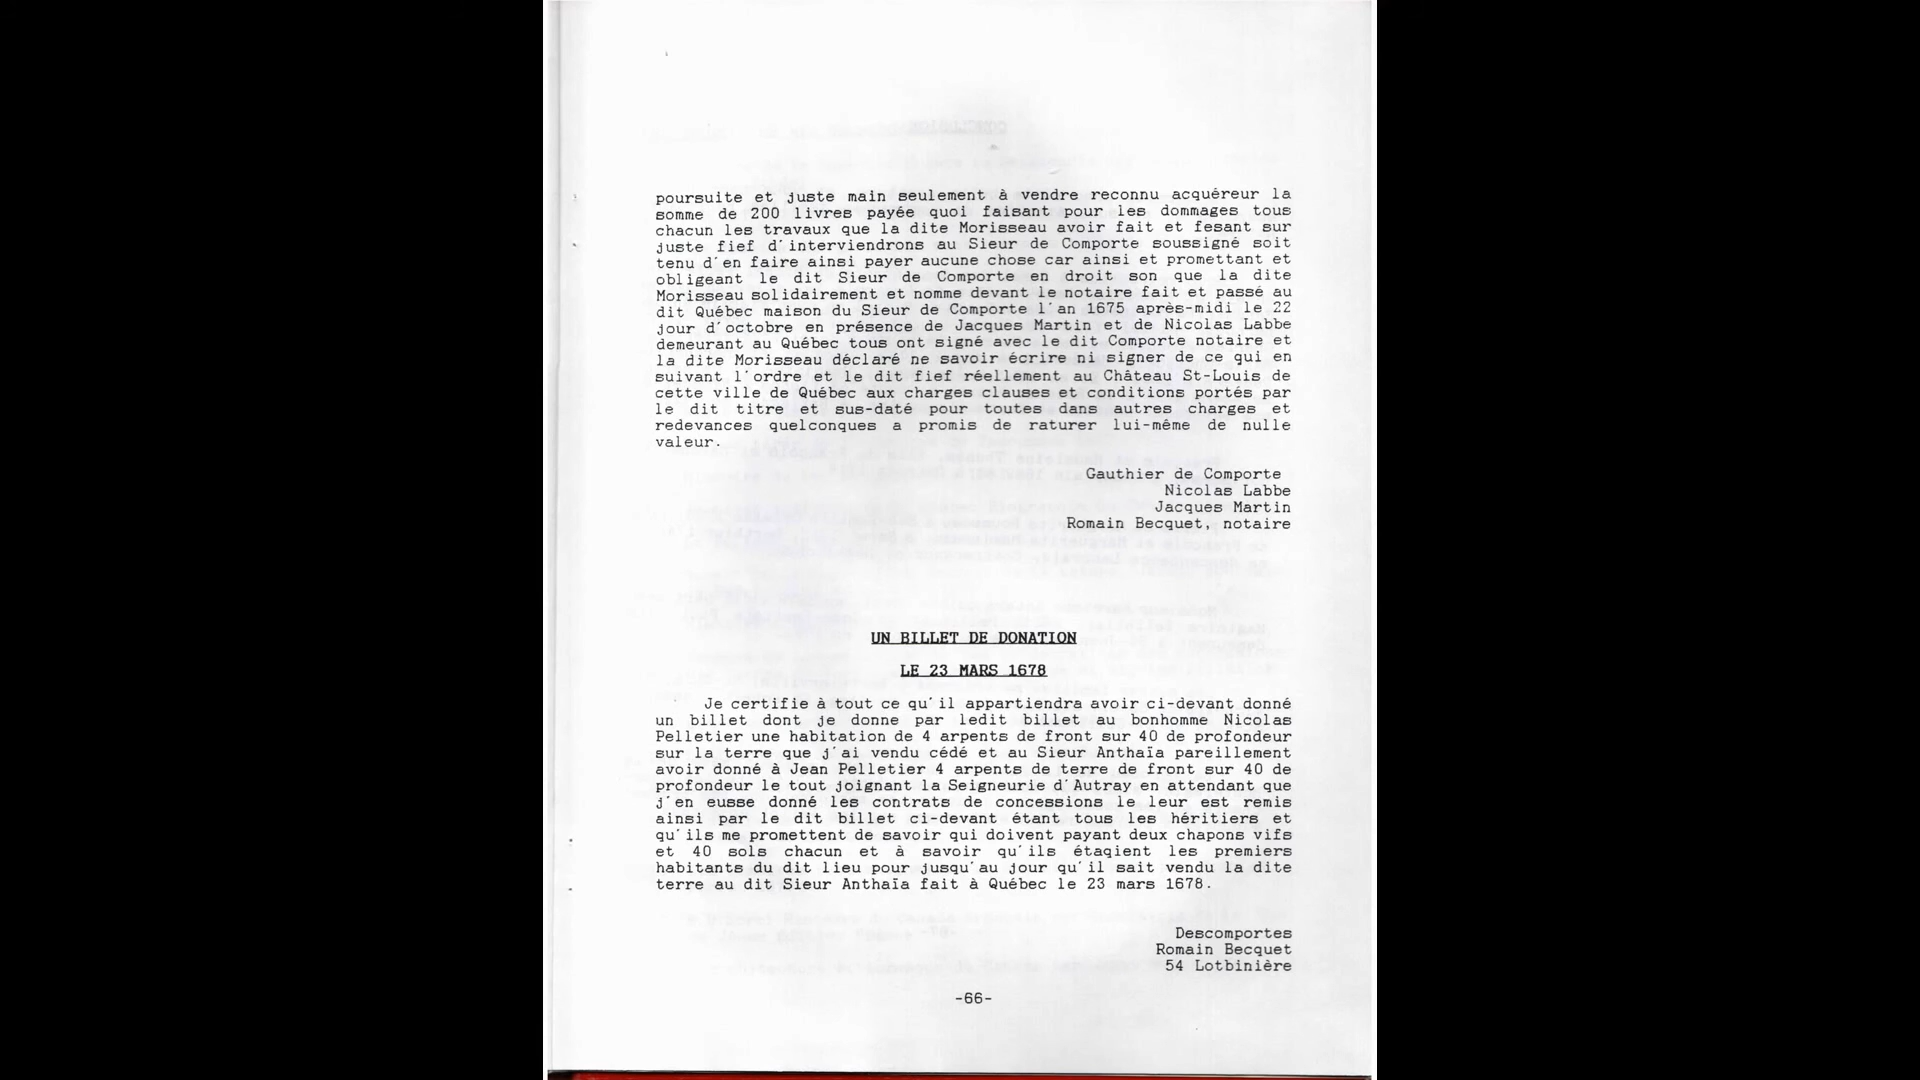 poursuite et juste main seulement à vendre reconnu acquéreur la
somme de 200 livres payée quoi faisant pour les dommages tous
chacun les travaux que la dite Morisseau avoir fait et fesant sur
juste fief d'interviendrons au Sieur de Comporte soussigné soit
tenu d'en faire ainsi payer aucune chose car ainsi et promettant et
obligeant le dit Sieur de Comporte en droit son que la dite
Morisseau solidairement et nomme devant le notaire fait et passé au
dit Québec maison du Sieur de Comporte l'an 1675 après-midi le 22
jour d'octobre en présence de Jacques Martin et de Nicolas Labbe
demeurant au Québec tous ont signé avec le dit Comporte notaire et
la dite Morisseau déclaré ne savoir écrire ni signer de ce qui en
suivant l'ordre et le dit fief réellement au Château St-Louis de
cette ville de Québec aux charges clauses et conditions portés par
le dit titre et sus-daté pour toutes dans autres charges et
redevances quelconques a promis de raturer lui-même de nulle
valeur.
Gauthier de Comporte
Nicolas Labbe
Jacques Martin
Romain Becquet, notaire
UN BILLET DE DONATION
LE 23 MARS 1678
Je certifie à tout ce qu'il appartiendra avoir ci-devant donné
un billet dont je donne par ledit billet au bonhomme Nicolas
Pelletier une habitation de 4 arpents de front sur 40 de profondeur
sur la terre que j'ai vendu cédé et au Sieur Anthaïa pareillement
avoir donné à Jean Pelletier 4 arpents de terre de front sur 40 de
profondeur le tout joignant la Seigneurie d'Autray en attendant que
j'en eusse donné les contrats de concessions le leur est remis
ainsi par le dit billet ci-devant étant tous les héritiers et
qu'ils me promettent de savoir qui doivent payant deux chapons vifs
et 40 sols chacun et à savoir qu'ils étaqient les premiers
habitants du dit lieu pour jusqu'au jour qu'il sait vendu la dite
terre au dit Sieur Anthaïa fait à Québec le 23 mars 1678.
Descomportes
Romain Becquet
54 Lotbinière
-66-